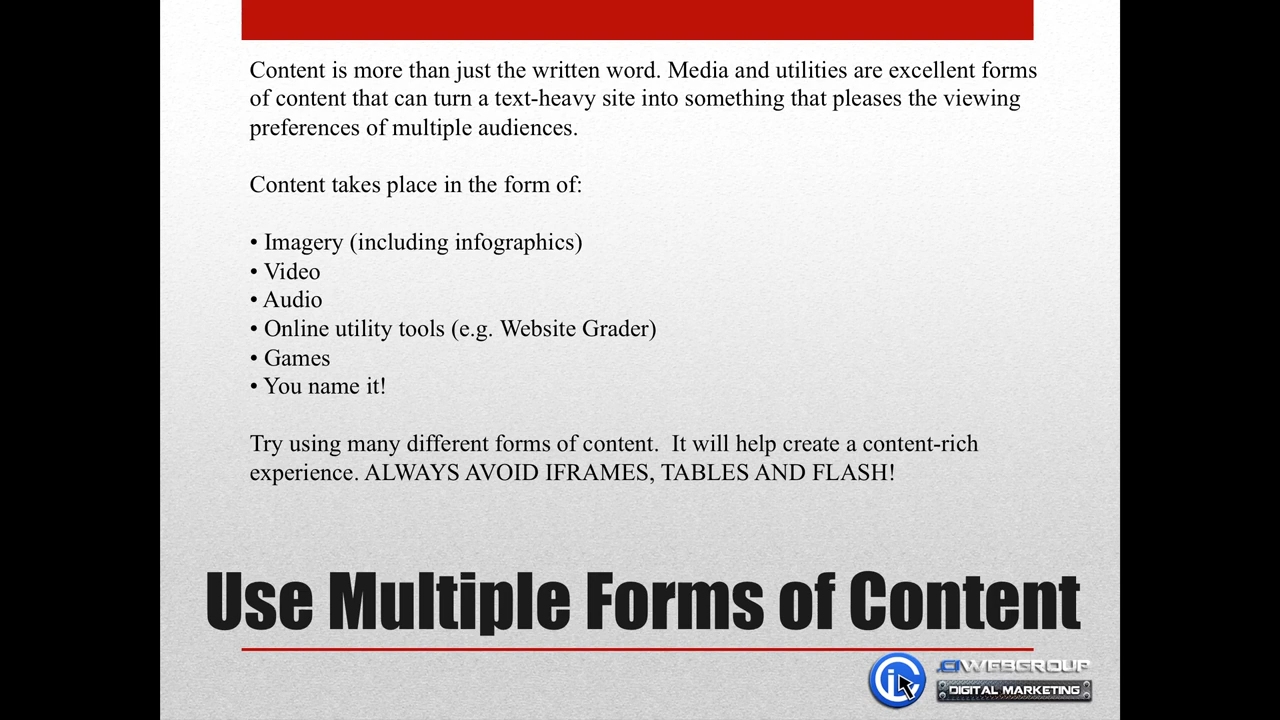 Content is more than just the written word. Media and utilities are excellent forms
of content that can turn a text-heavy site into something that pleases the viewing
preferences of multiple audiences.
Content takes place in the form of:
• Imagery (including infographics)
• Video
• Audio
• Online utility tools (e.g. Website Grader)
• Games
• You name it!
Try using many different forms of content.  It will help create a content-rich
experience. ALWAYS AVOID IFRAMES, TABLES AND FLASH!
Use Multiple Forms of Content
CIWEBGROUP
DIGITAL MARKETING